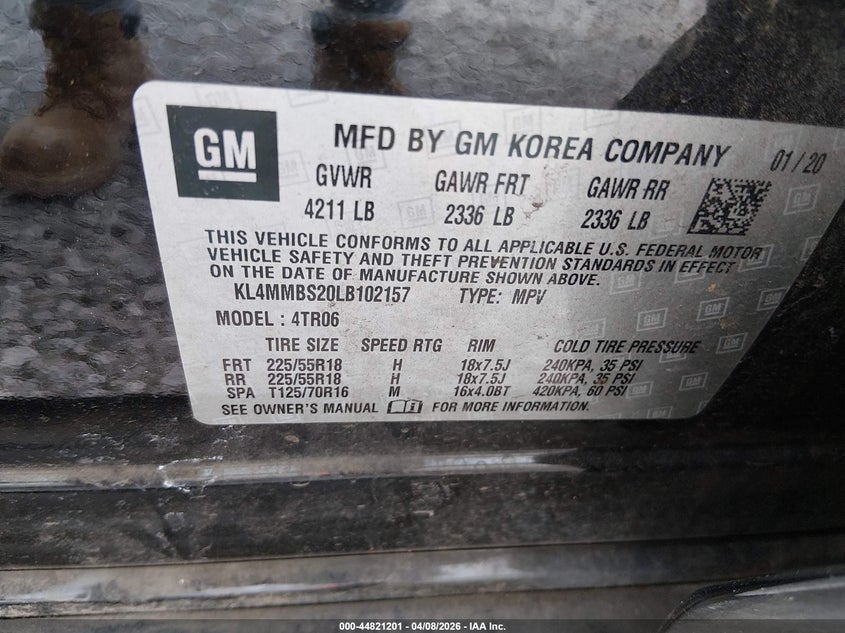 GM
MFD BY GM KOREA COMPANY 01/20
GVWR GAWR FRT GAWR RR
4211 LB 2336 LB 2336 LB
THIS VEHICLE CONFORMS TO ALL APPLICABLE U.S. FEDERAL MOTOR
VEHICLE SAFETY AND THEFT PREVENTION STANDARDS IN EFFECT
ON THE DATE OF MANUFACTURE SHOWN ABOVE.
KL4MMBS20LB102157 TYPE: MPV
MODEL : 4TR06
TIRE SIZE SPEED RTG RIM COLD TIRE PRESSURE
FRT 225/55R18 H 18x7.5J 240KPA, 35 PSI
RR 225/55R18 H 18x7.5J 240KPA, 35 PSI
SPA T125/70R16 M 16x4.0BT 420KPA, 60 PSI
SEE OWNER'S MANUAL FOR MORE INFORMATION.
000-44821201 04/08/2026 IAA Inc.